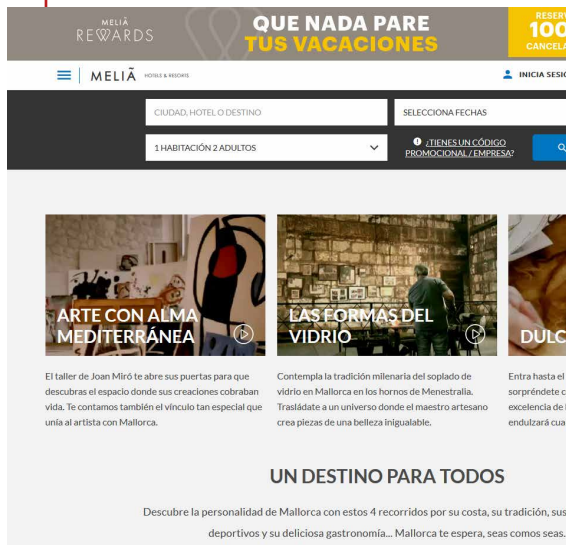 MELIÁ
REWARDS
QUE NADA PARE
TUS VACACIONES
RESERV
100
CANCELA
MELIÃ HOTELS & RESORTS
INICIA SESIÓ
CIUDAD, HOTEL O DESTINO
SELECCIONA FECHAS
1 HABITACIÓN 2 ADULTOS
¿TIENES UN CÓDIGO
PROMOCIONAL / EMPRESA?
ARTE CON ALMA
MEDITERRÁNEA
LAS FORMAS DEL
VIDRIO
DULC
El taller de Joan Miró te abre sus puertas para que
descubras el espacio donde sus creaciones cobraban
vida. Te contamos también el vínculo tan especial que
unía al artista con Mallorca.
Contempla la tradición milenaria del soplado de
vidrio en Mallorca en los hornos de Menestralia.
Trasládate a un universo donde el maestro artesano
crea piezas de una belleza inigualable.
Entra hasta el
sorpréndete c
excelencia de
endulzará cua
UN DESTINO PARA TODOS
Descubre la personalidad de Mallorca con estos 4 recorridos por su costa, su tradición, sus
deportivos y su deliciosa gastronomía... Mallorca te espera, seas comos seas.